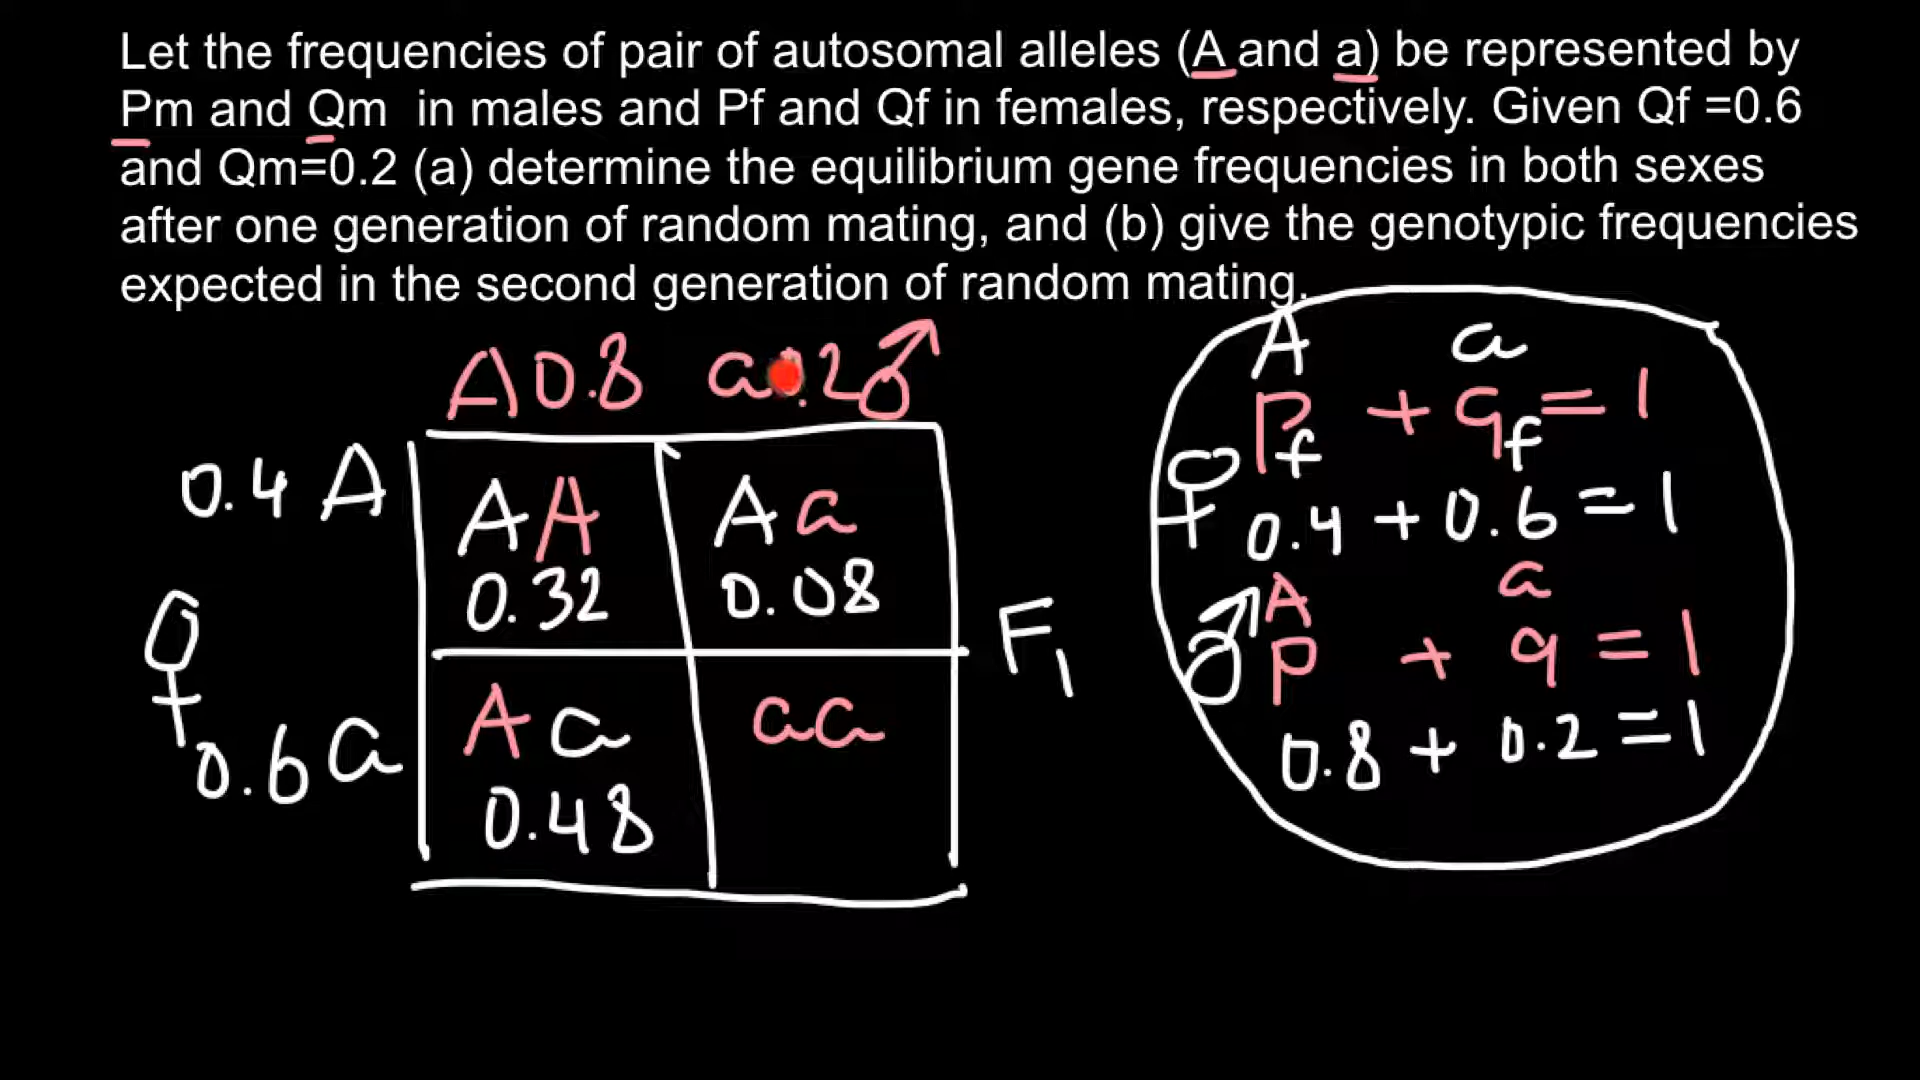 Let the frequencies of pair of autosomal alleles (A and a) be represented by
Pm and Qm in males and Pf and Qf in females, respectively. Given Qf =0.6
and Qm=0.2 (a) determine the equilibrium gene frequencies in both sexes
after one generation of random mating, and (b) give the genotypic frequencies
expected in the second generation of random mating.
A 0.8 a .2 ♂
0.4 A
AA
Aa
0.32
0.08
♀
0.6 a
Aa
aa
0.48
F1
A a
♀ Pf + qf = 1
0.4 + 0.6 = 1
A a
♂ P + q = 1
0.8 + 0.2 = 1